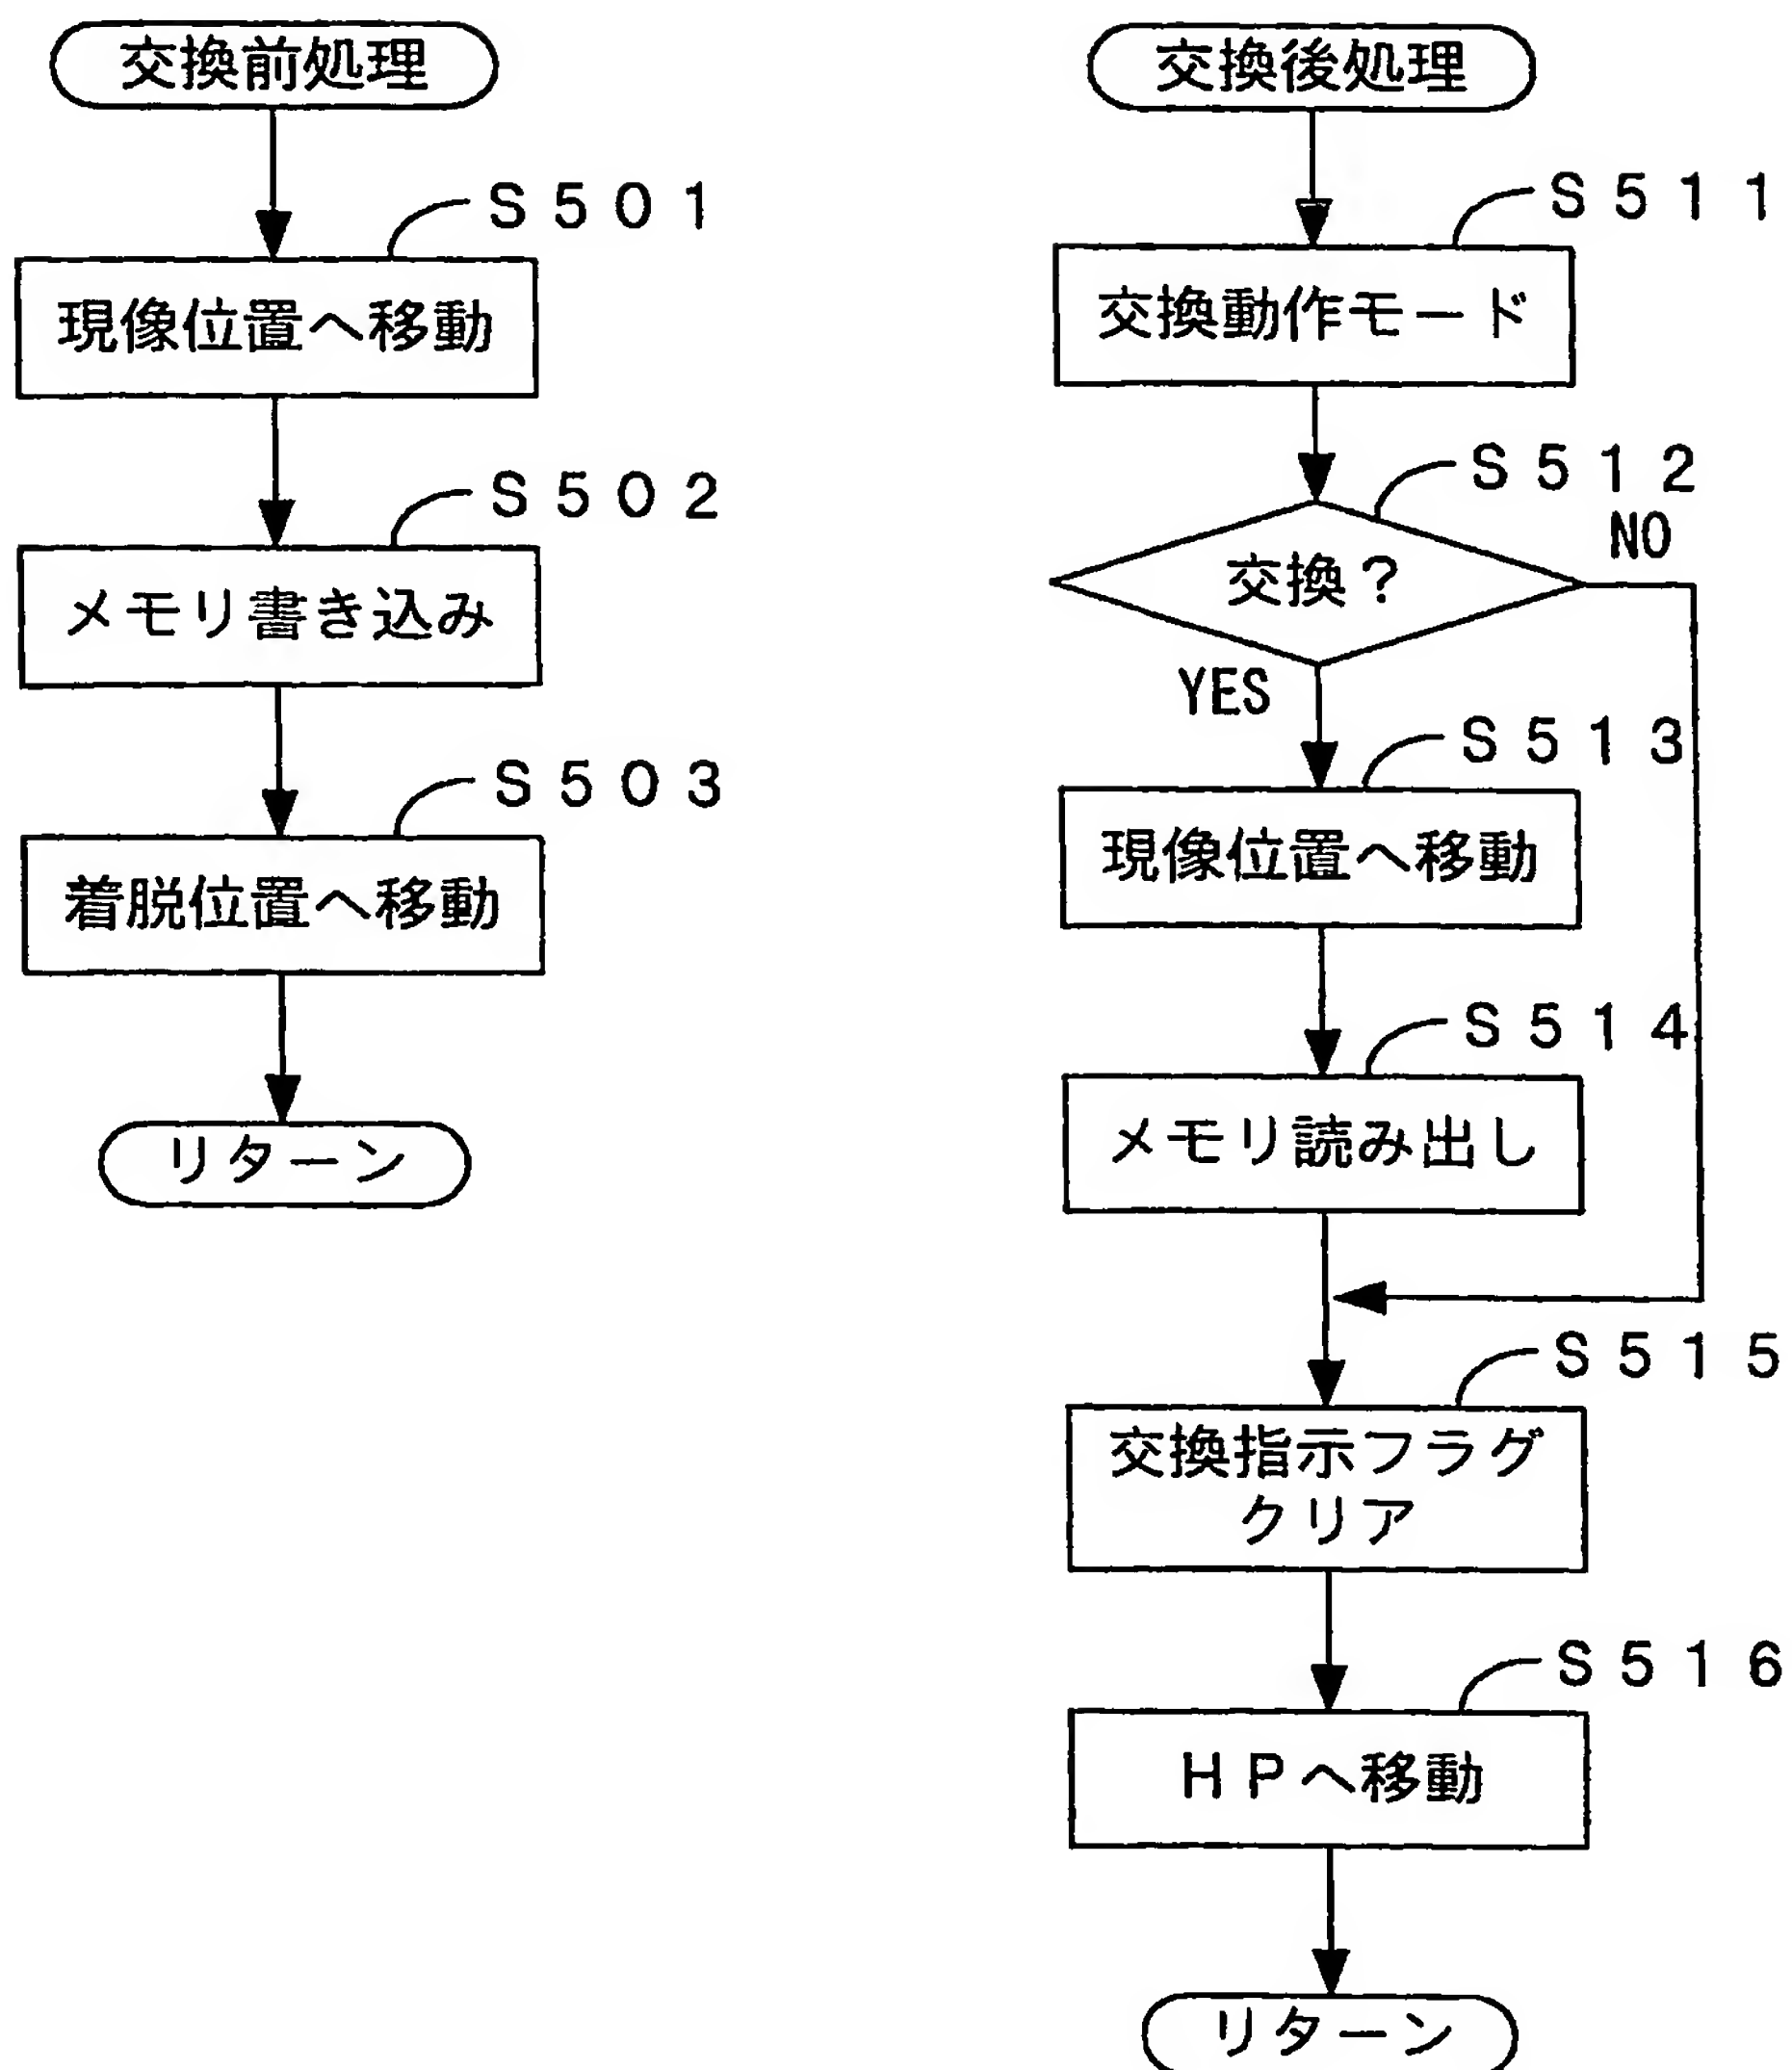 交換前処理
S501
現像位置へ移動
S502
メモリ書き込み
S503
着脱位置へ移動
リターン
交換後処理
S511
交換動作モード
S512
NO
交換?
YES
S513
現像位置へ移動
S514
メモリ読み出し
S515
交換指示フラグ
クリア
S516
HPへ移動
リターン